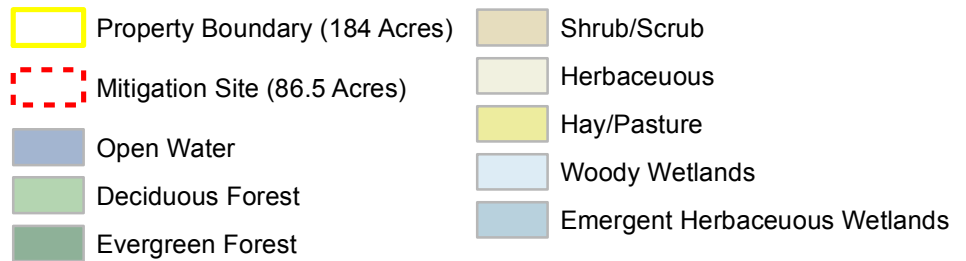 Property Boundary (184 Acres)
Mitigation Site (86.5 Acres)
Open Water
Deciduous Forest
Evergreen Forest
Shrub/Scrub
Herbaceuous
Hay/Pasture
Woody Wetlands
Emergent Herbaceuous Wetlands